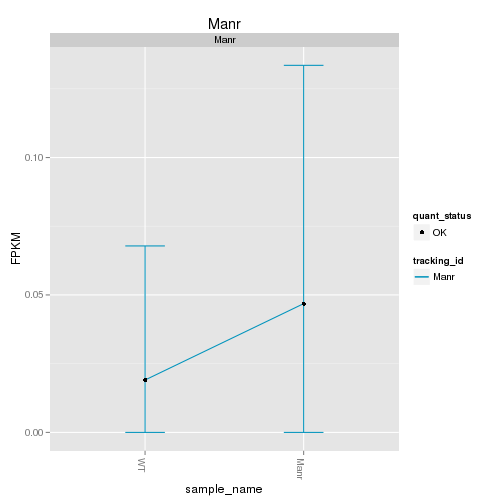 Manr
Manr
FPKM
0.10
0.05
0.00
WT
Manr
sample_name
quant_status
OK
tracking_id
Manr